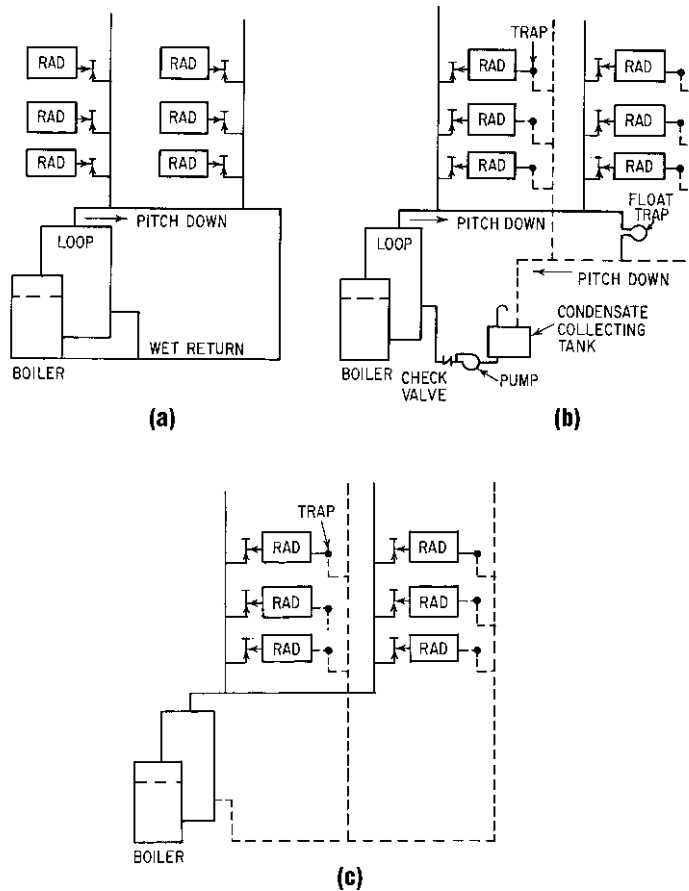 RAD RAD
RAD RAD
RAD RAD
PITCH DOWN
LOOP
WET RETURN
BOILER
(a)
TRAP
RAD RAD
RAD RAD
RAD RAD
FLOAT
TRAP
PITCH DOWN
LOOP
PITCH DOWN
CONDENSATE
COLLECTING
TANK
BOILER
CHECK
VALVE
PUMP
(b)
TRAP
RAD RAD
RAD RAD
RAD RAD
BOILER
(c)